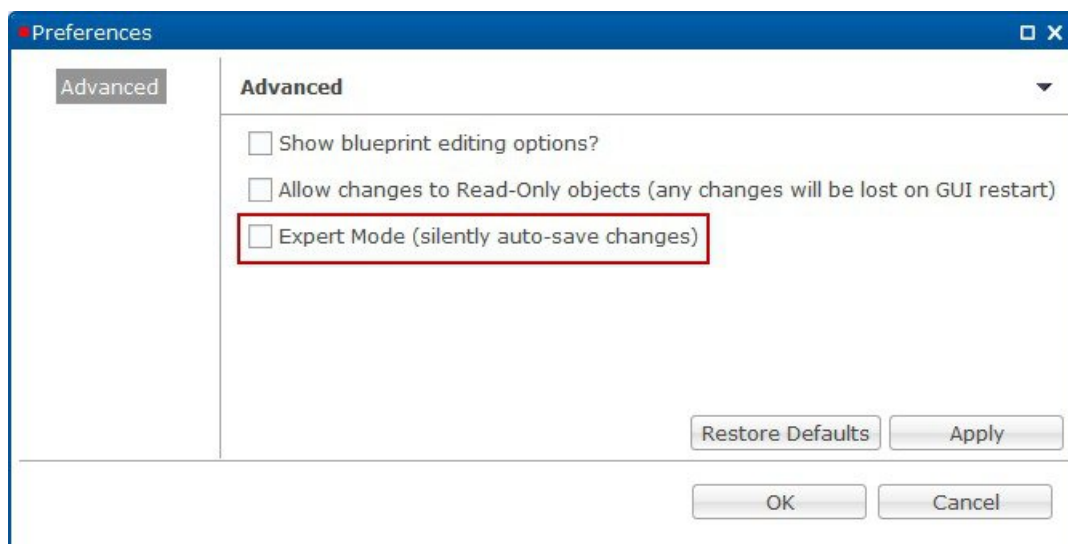 Preferences
Advanced
Advanced
Show blueprint editing options?
Allow changes to Read-Only objects (any changes will be lost on GUI restart)
Expert Mode (silently auto-save changes)
Restore Defaults Apply
OK Cancel